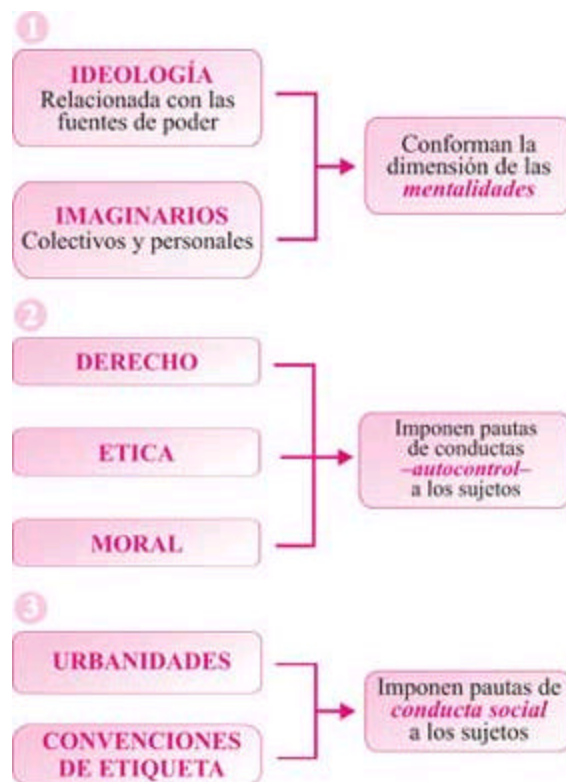 1
IDEOLOGÍA
Relacionada con las
fuentes de poder
IMAGINARIOS
Colectivos y personales
Conforman la
dimensión de las
mentalidades
2
DERECHO
ETICA
MORAL
Imponen pautas
de conductas
–autocontrol–
a los sujetos
3
URBANIDADES
CONVENCIONES
DE ETIQUETA
Imponen pautas de
conducta social
a los sujetos